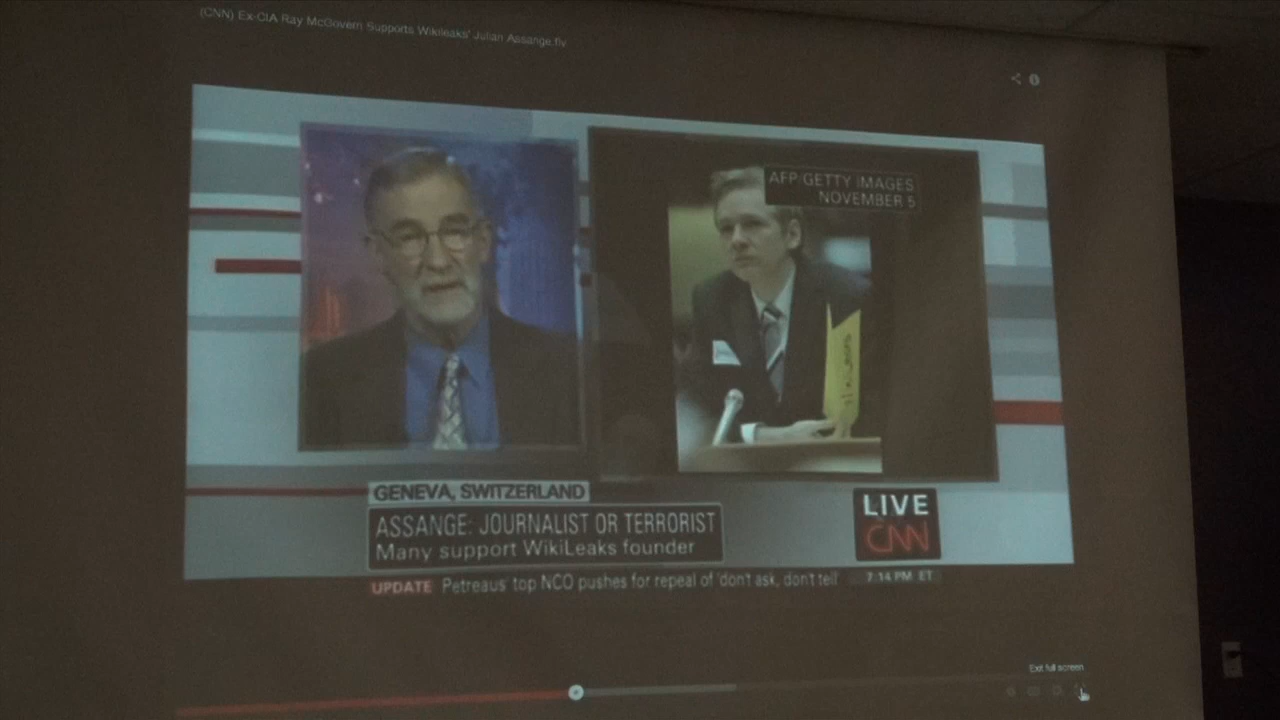 (CNN) Ex-CIA Ray McGovern Supports Wikileaks' Julian Assange.flv
AFP/GETTY IMAGES
NOVEMBER 5
GENEVA, SWITZERLAND
ASSANGE: JOURNALIST OR TERRORIST
Many support WikiLeaks founder
LIVE
CNN
UPDATE Petreaus' top NCO pushes for repeal of 'don't ask, don't tell' 7:14 PM ET
Exit full screen